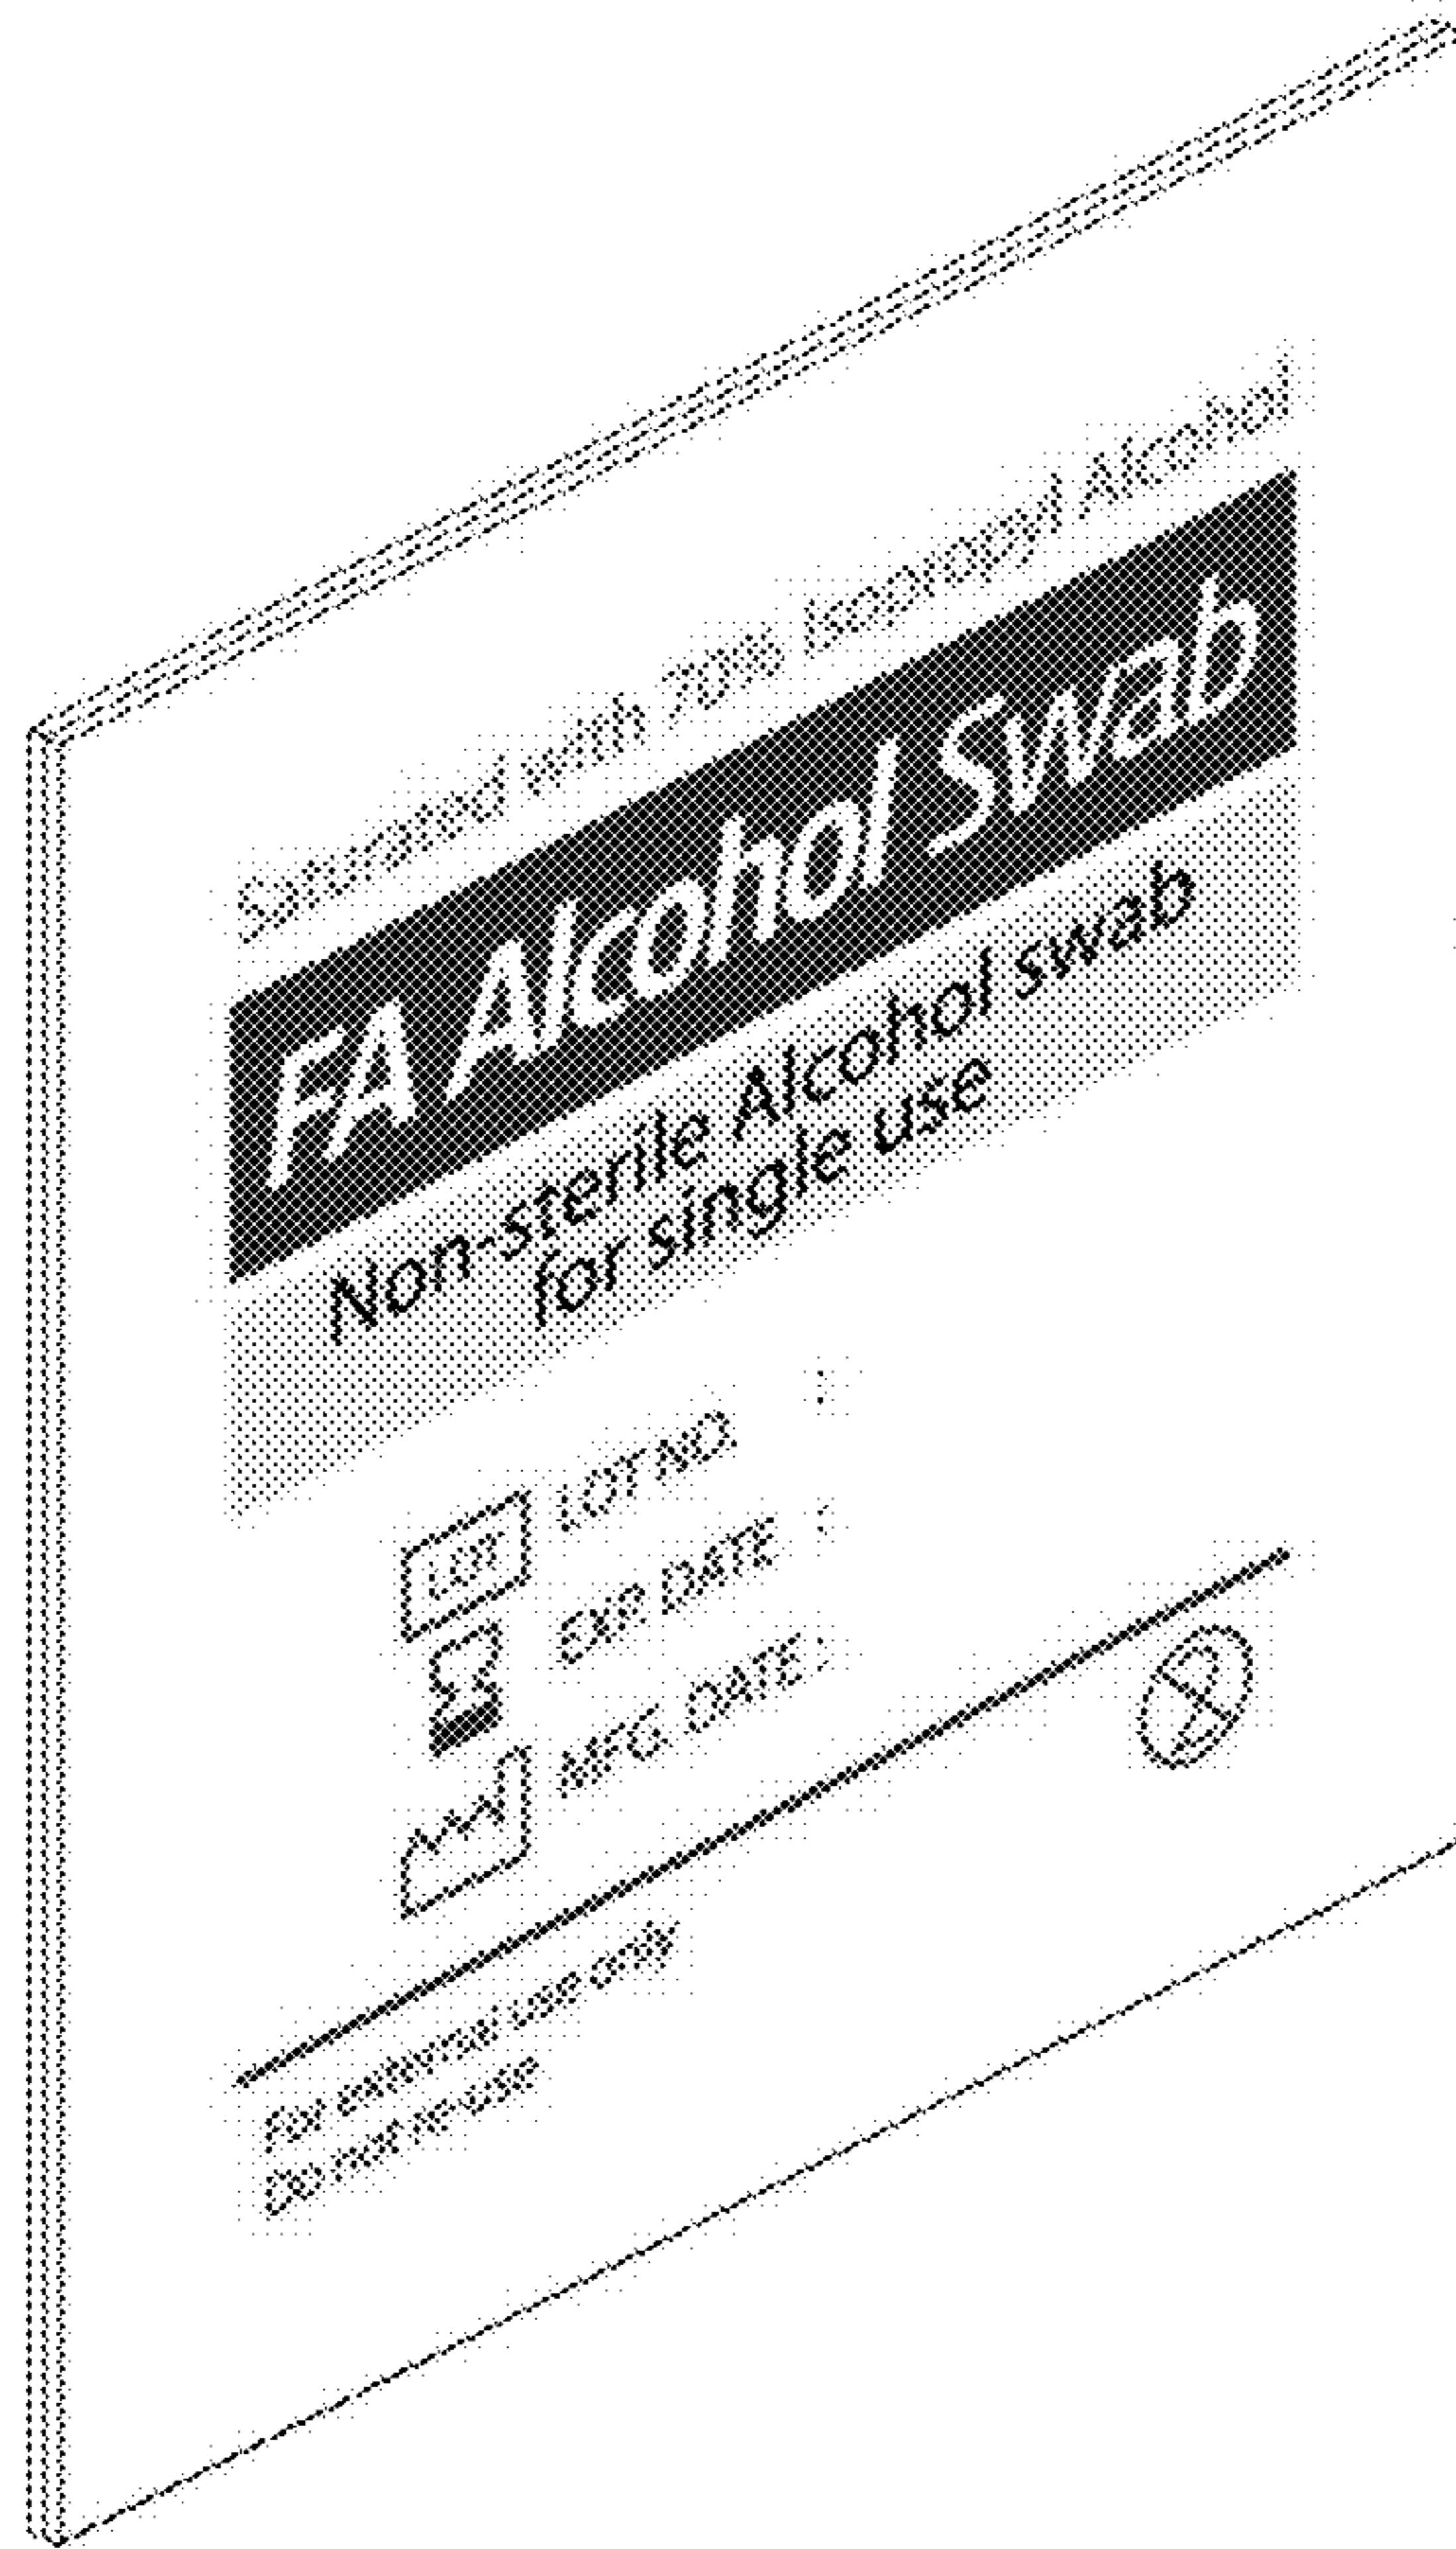 Saturated with 70% Isopropyl Alcohol
FA Alcohol Swab
Non-sterile Alcohol swab
for single use
LOT LOT NO :
EXP DATE :
MFG DATE :
2
For external use only
Do not re-use